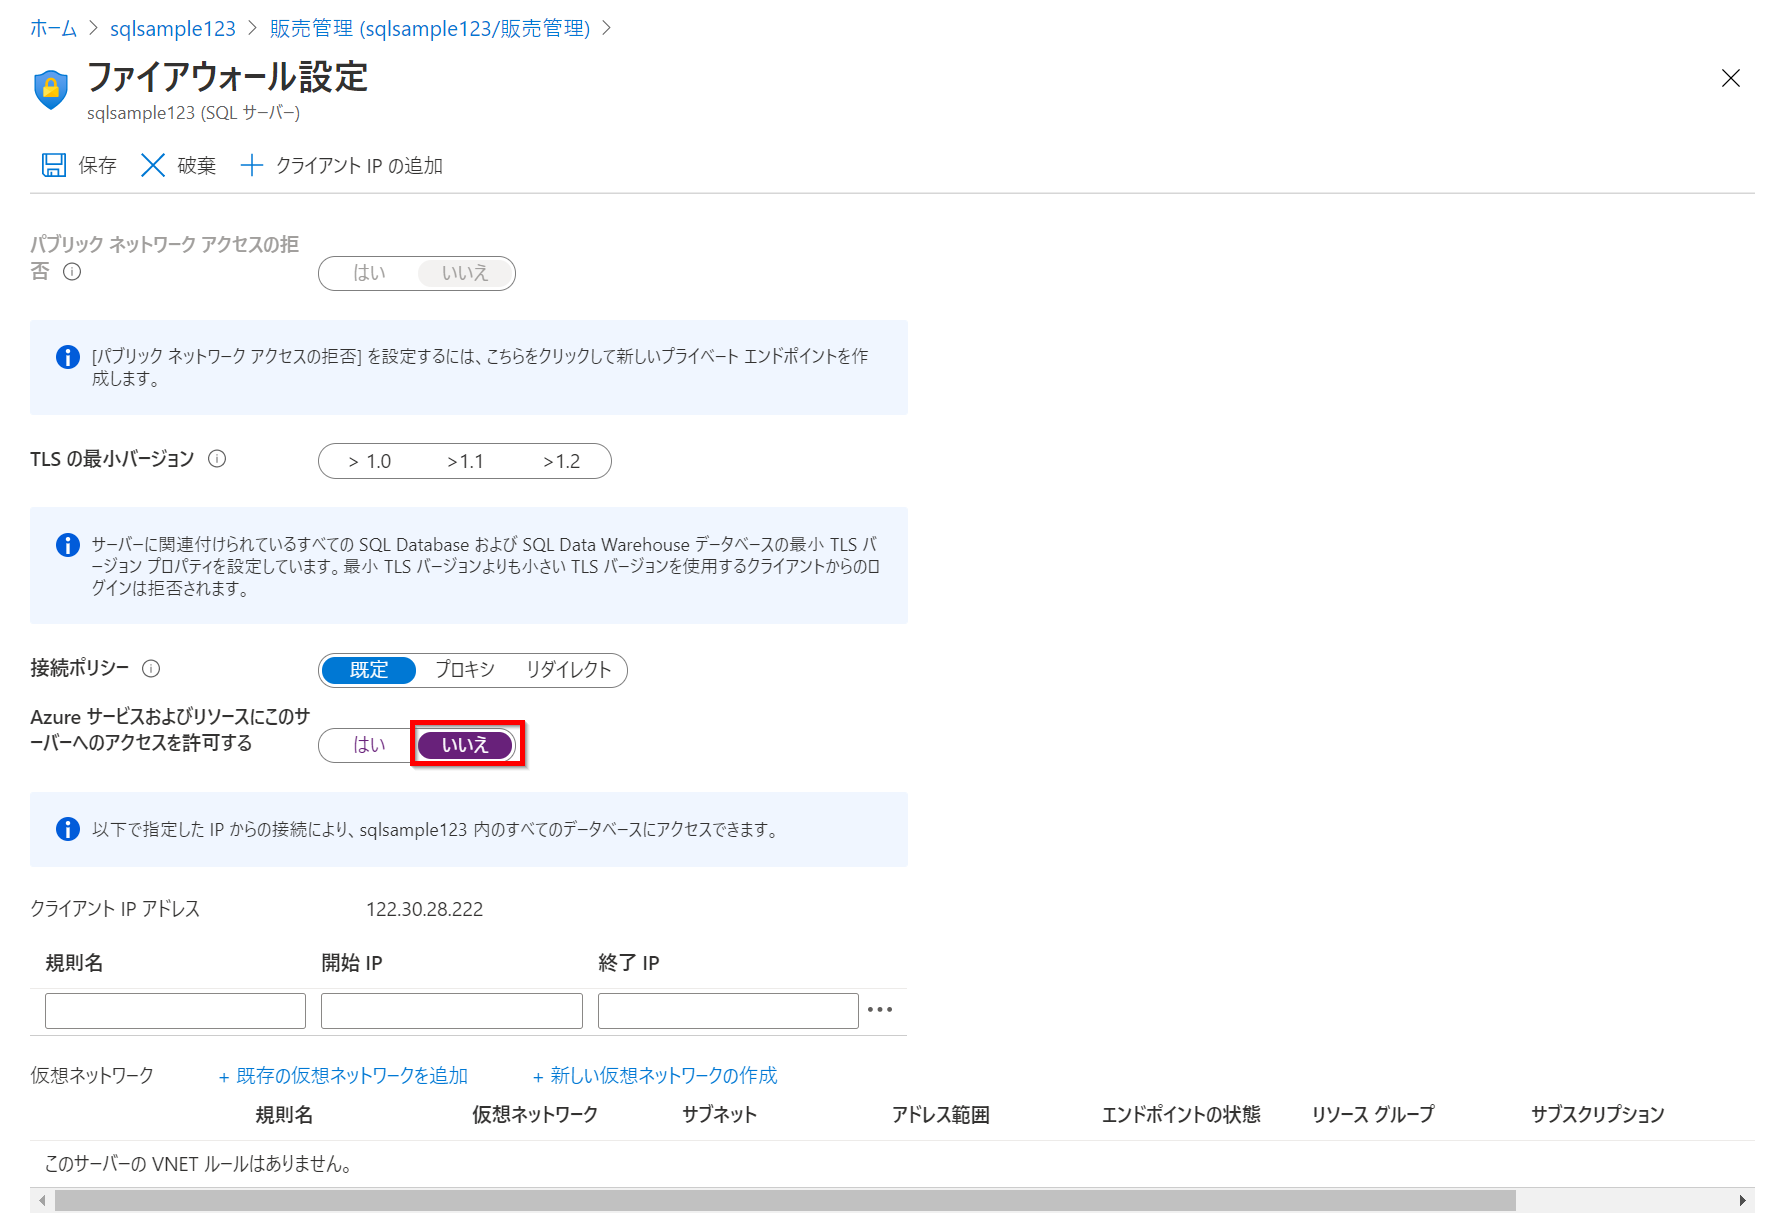 ホーム > sqlsample123 > 販売管理 (sqlsample123/販売管理) >
ファイアウォール設定
sqlsample123 (SQL サーバー)
保存 破棄 クライアント IP の追加
パブリック ネットワーク アクセスの拒
否
はい いいえ
[パブリック ネットワーク アクセスの拒否] を設定するには、こちらをクリックして新しいプライベート エンドポイントを作
成します。
TLS の最小バージョン
> 1.0 >1.1 >1.2
サーバーに関連付けられているすべての SQL Database および SQL Data Warehouse データベースの最小 TLS バ
ージョン プロパティを設定しています。最小 TLS バージョンよりも小さい TLS バージョンを使用するクライアントからのロ
グインは拒否されます。
接続ポリシー
既定 プロキシ リダイレクト
Azure サービスおよびリソースにこのサ
ーバーへのアクセスを許可する
はい いいえ
以下で指定した IP からの接続により、sqlsample123 内のすべてのデータベースにアクセスできます。
クライアント IP アドレス 122.30.28.222
規則名 開始 IP 終了 IP
仮想ネットワーク + 既存の仮想ネットワークを追加 + 新しい仮想ネットワークの作成
規則名 仮想ネットワーク サブネット アドレス範囲 エンドポイントの状態 リソース グループ サブスクリプション
このサーバーの VNET ルールはありません。